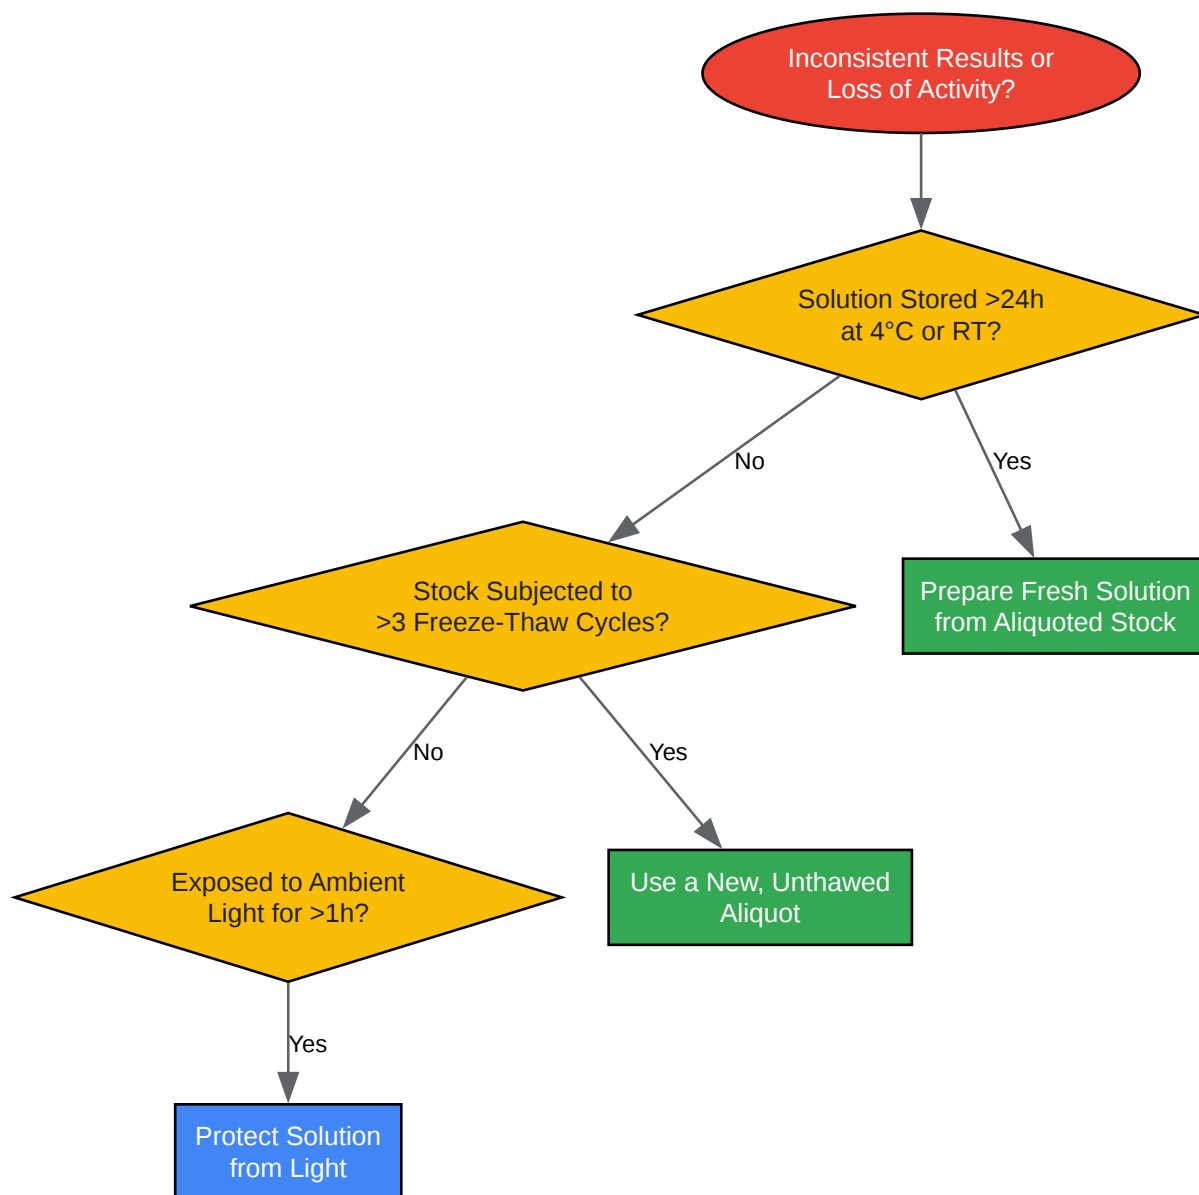 Inconsistent Results or
Loss of Activity?
Solution Stored >24h
at 4°C or RT?
No
Yes
Stock Subjected to
>3 Freeze-Thaw Cycles?
Prepare Fresh Solution
from Aliquoted Stock
No
Yes
Exposed to Ambient
Light for >1h?
Use a New, Unthawed
Aliquot
Yes
Protect Solution
from Light